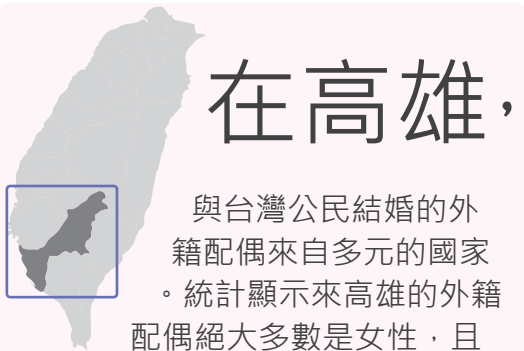 在高雄，
與台灣公民結婚的外
籍配偶來自多元的國家
。統計顯示來高雄的外籍
配偶絕大多數是女性，且